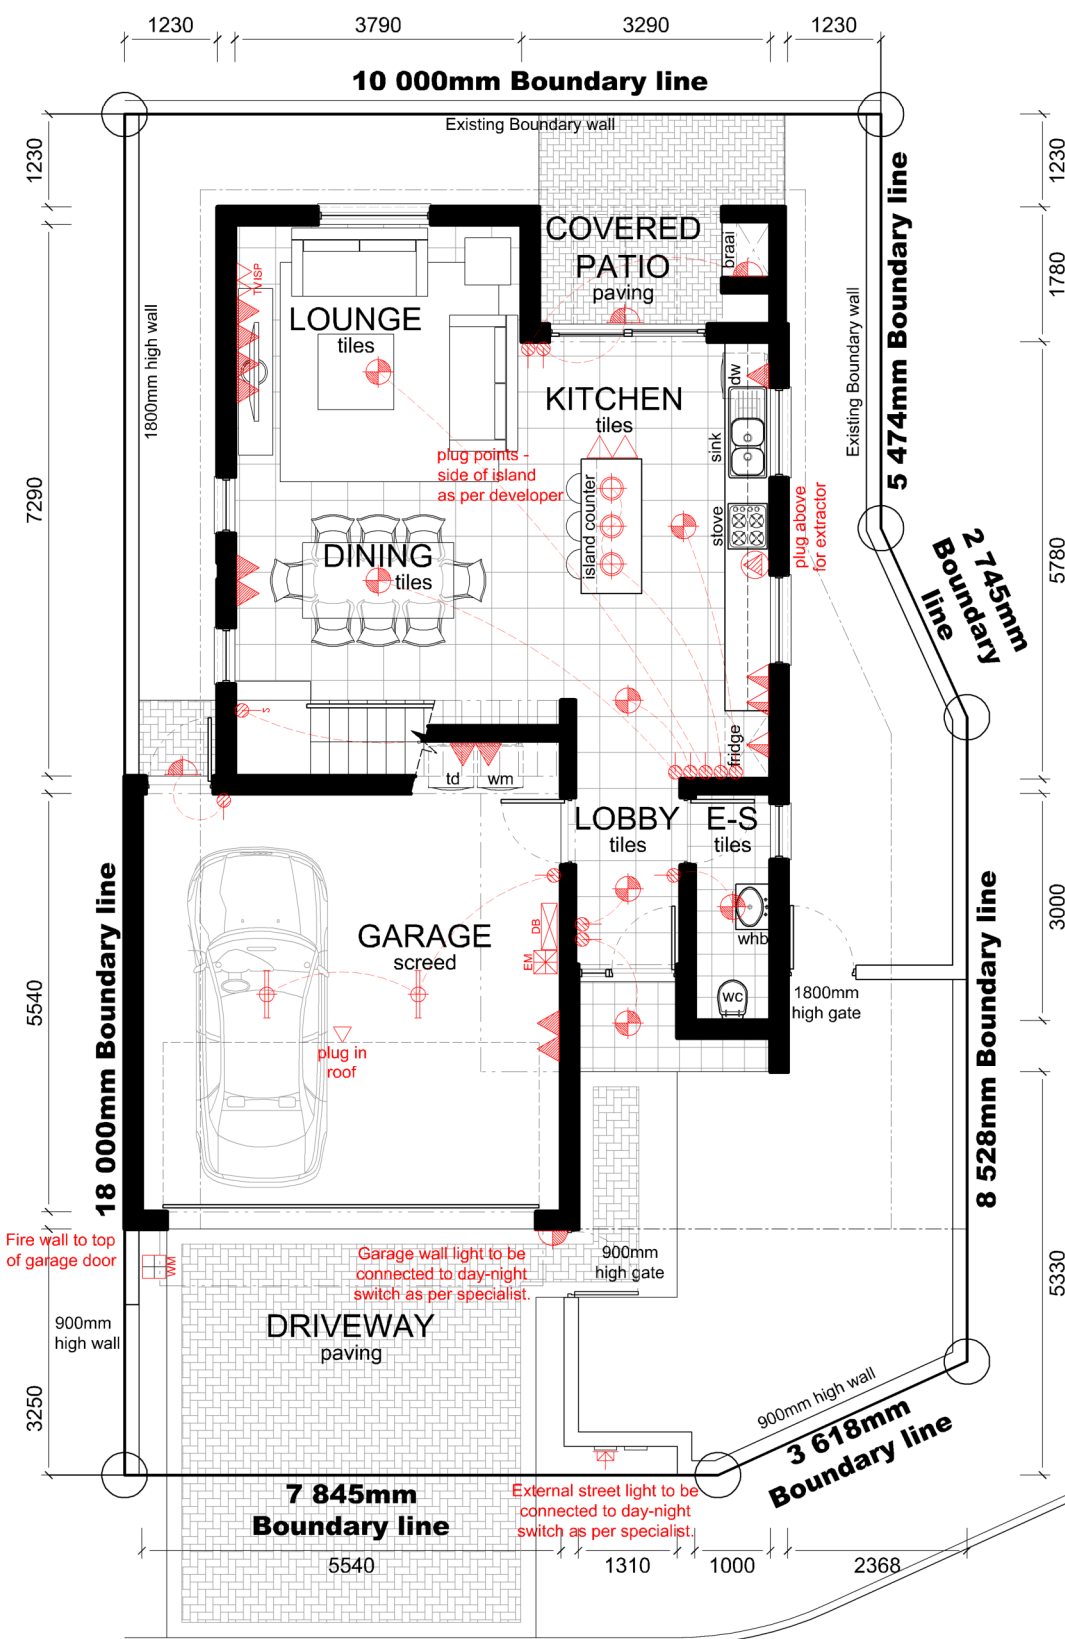 1230
3790
3290
1230
10 000mm Boundary line
Existing Boundary wall
1230
7290
5540
3250
1230
1780
5780
3000
5330
1800mm high wall
Existing Boundary wall
5 474mm Boundary line
2 745mm
Boundary
line
8 528mm Boundary line
18 000mm Boundary line
COVERED
PATIO
paving
braai
TV ISP
LOUNGE
tiles
KITCHEN
tiles
dw
sink
stove
plug points -
side of island
as per developer
island counter
plug above
for extractor
DINING
tiles
s
fridge
td
wm
LOBBY
tiles
E-S
tiles
GARAGE
screed
DB
EM
whb
wc
1800mm
high gate
plug in
roof
Fire wall to top
of garage door
WM
Garage wall light to be
connected to day-night
switch as per specialist.
900mm
high gate
900mm
high wall
DRIVEWAY
paving
900mm high wall
3 618mm
Boundary line
7 845mm
Boundary line
External street light to be
connected to day-night
switch as per specialist.
5540
1310
1000
2368